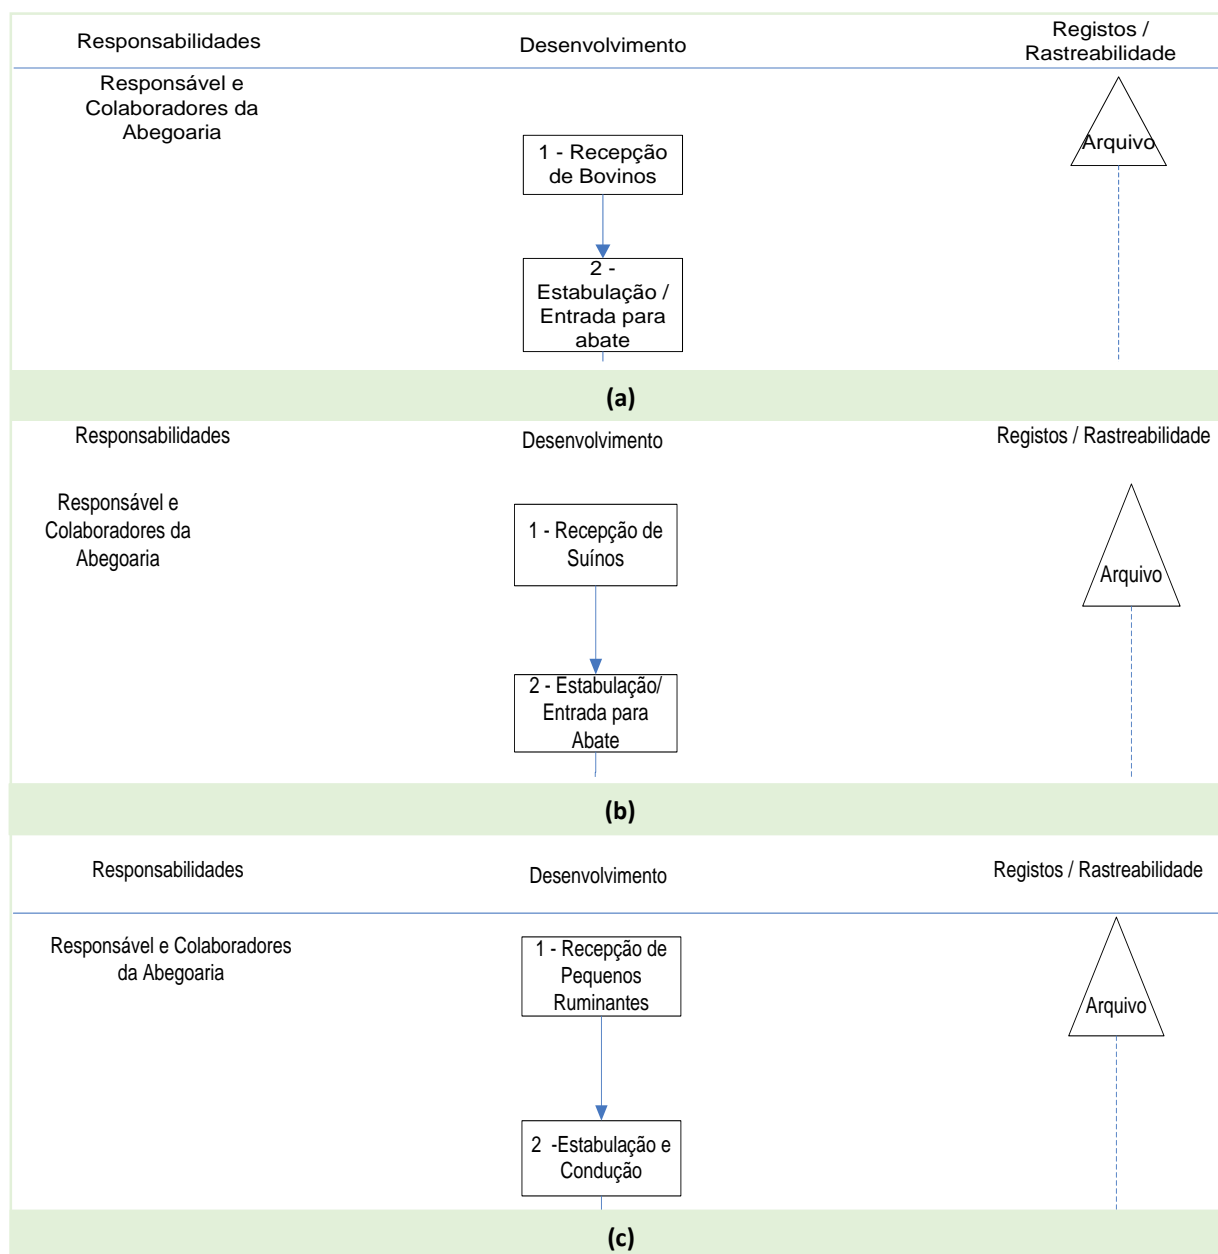 Responsabilidades
Desenvolvimento
Registos /
Rastreabilidade
Responsável e
Colaboradores da
Abegoaria
Arquivo
1 - Recepção
de Bovinos
2 -
Estabulação /
Entrada para
abate
(a)
Responsabilidades
Desenvolvimento
Registos / Rastreabilidade
Responsável e
Colaboradores da
Abegoaria
1 - Recepção de
Suínos
Arquivo
2 - Estabulação/
Entrada para
Abate
(b)
Responsabilidades
Desenvolvimento
Registos / Rastreabilidade
Responsável e Colaboradores
da Abegoaria
1 - Recepção de
Pequenos
Ruminantes
Arquivo
2 -Estabulação e
Condução
(c)